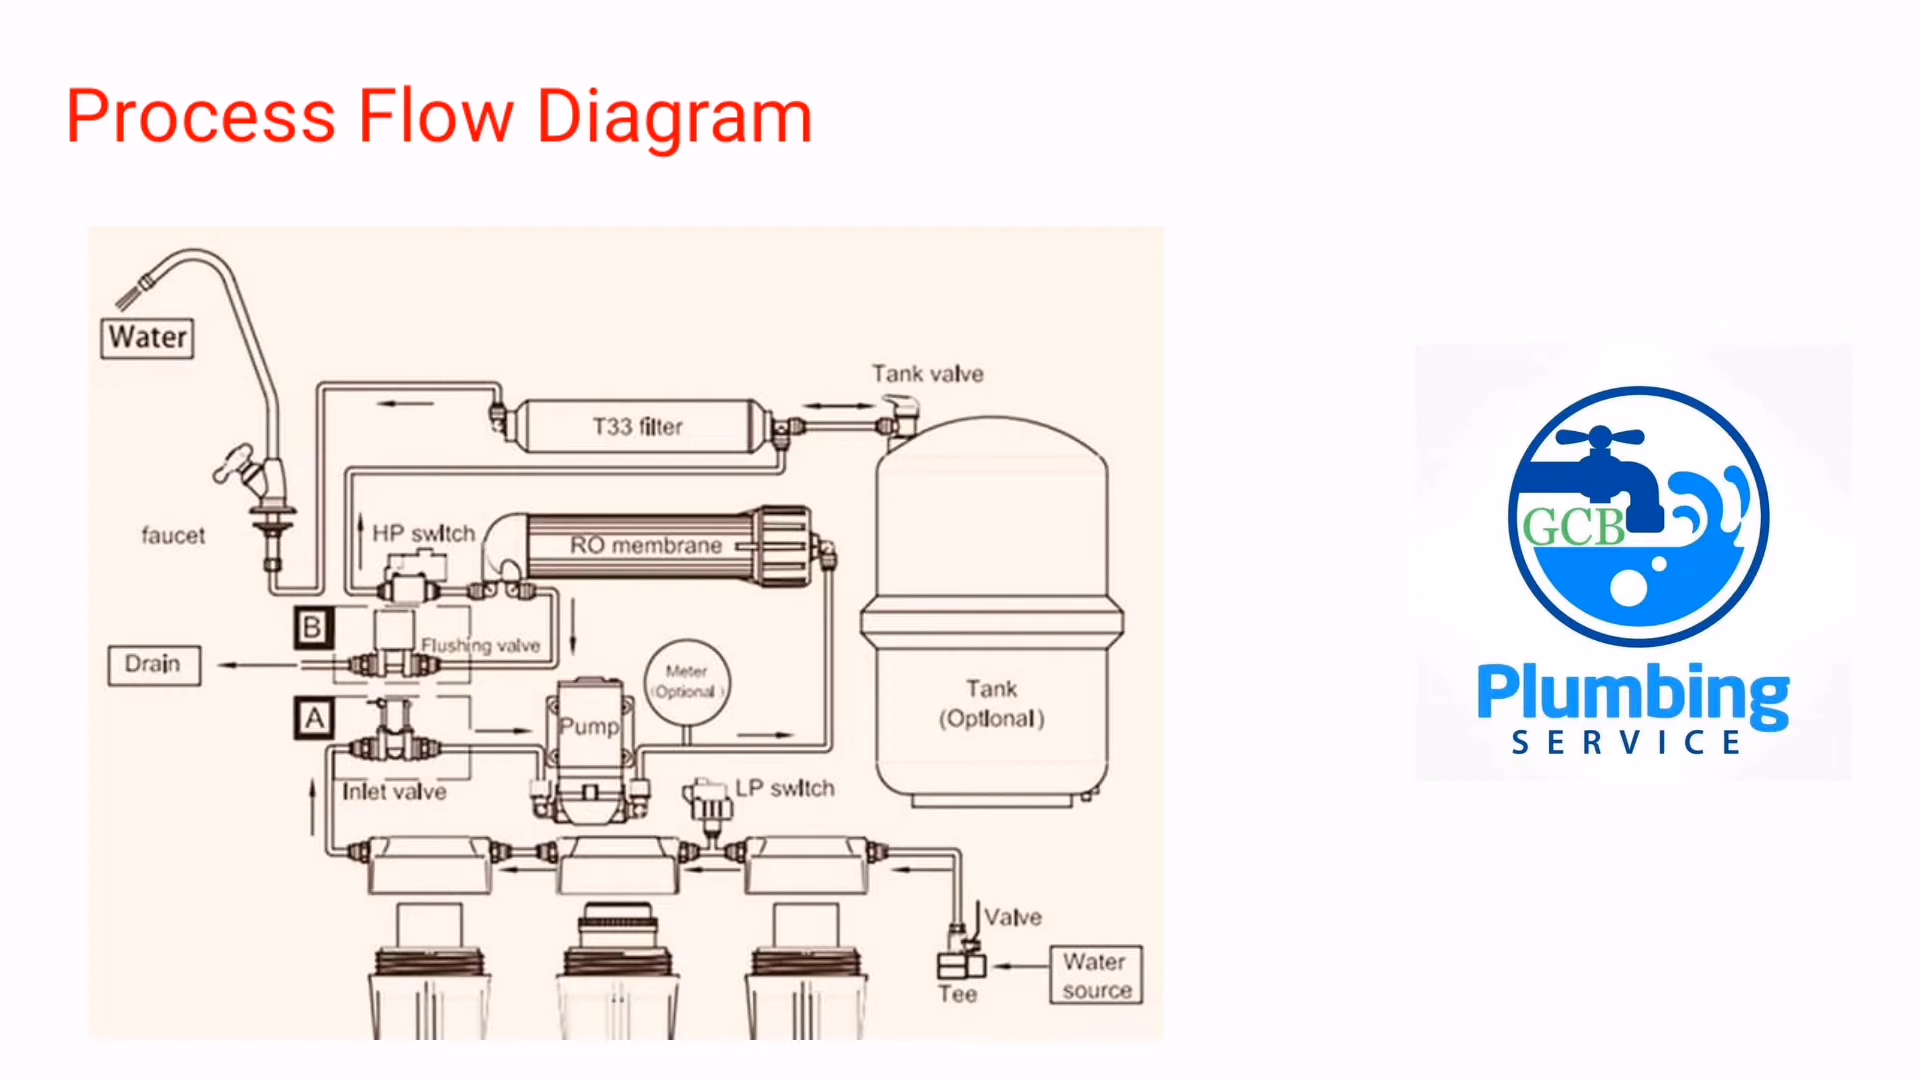 Process Flow Diagram
Water
Tank valve
T33 filter
GCB
faucet
HP switch
RO membrane
B
Flushing valve
Drain
Meter
(Optional)
Tank
(Optional)
A
Pump
Inlet valve
LP switch
Plumbing
SERVICE
Valve
Water
source
Tee